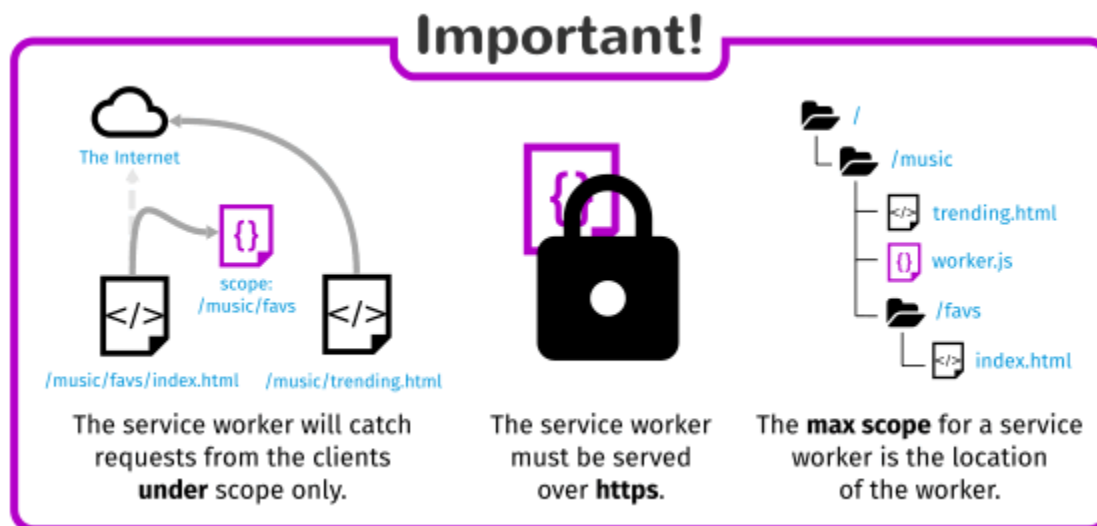 Important!
The Internet
{}
scope:
/music/favs
</>
</>
/music/favs/index.html
/music/trending.html
The service worker will catch
requests from the clients
under scope only.
{}
The service worker
must be served
over https.
/
/music
</>
trending.html
{}
worker.js
/favs
</>
index.html
The max scope for a service
worker is the location
of the worker.